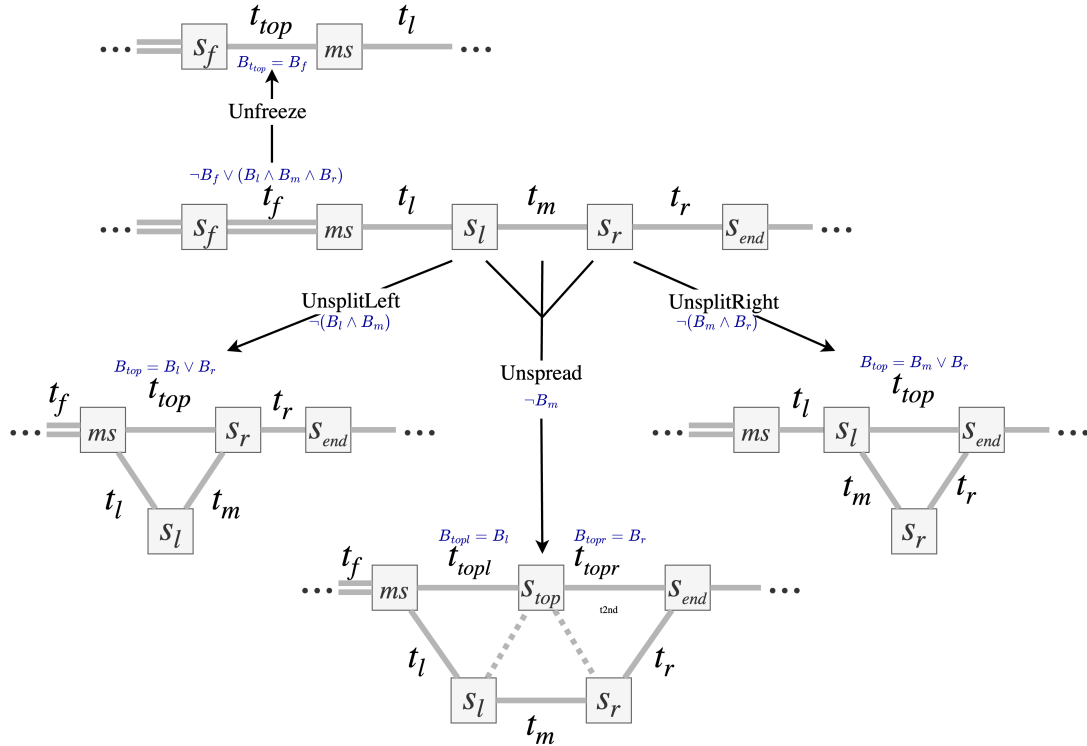 t_top t_l
... s_f ms ...
B_{t_top} = B_f
Unfreeze
¬B_f ∨ (B_l ∧ B_m ∧ B_r)
t_f t_l t_m t_r
... s_f ms s_l s_r s_end ...
UnsplitLeft
¬(B_l ∧ B_m)
UnsplitRight
¬(B_m ∧ B_r)
Unspread
¬B_m
B_top = B_l ∨ B_r
t_f t_top t_r
... ms s_r s_end ...
t_l t_m
s_l
B_top = B_m ∨ B_r
t_l t_top
... ms s_l s_end ...
t_m t_r
s_r
B_topl = B_l B_topr = B_r
t_f t_topl t_topr
... ms s_top s_end ...
t2nd
t_l t_r
s_l s_r
t_m